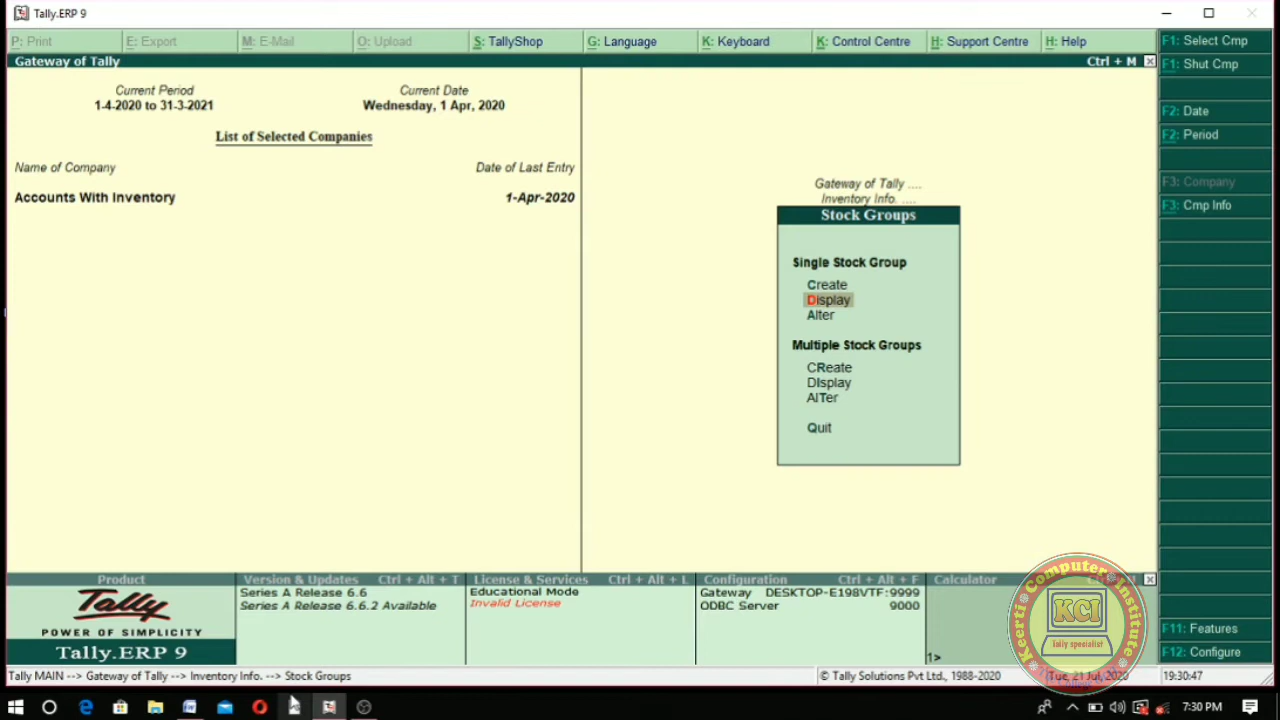 Tally.ERP 9
P: Print
E: Export
M: E-Mail
O: Upload
S: TallyShop
G: Language
K: Keyboard
K: Control Centre
H: Support Centre
H: Help
F1: Select Cmp
Gateway of Tally
Ctrl + M
F1: Shut Cmp
Current Period
Current Date
1-4-2020 to 31-3-2021
Wednesday, 1 Apr, 2020
F2: Date
List of Selected Companies
F2: Period
Name of Company
Date of Last Entry
Accounts With Inventory
1-Apr-2020
F3: Company
F3: Cmp Info
Gateway of Tally ....
Inventory Info. ....
Stock Groups
Single Stock Group
Create
Display
Alter
Multiple Stock Groups
CReate
DIsplay
AlTer
Quit
Product
Version & Updates
Ctrl + Alt + T
License & Services
Ctrl + Alt + L
Configuration
Ctrl + Alt + F
Calculator
Tally
POWER OF SIMPLICITY
Tally.ERP 9
Series A Release 6.6
Series A Release 6.6.2 Available
Educational Mode
Invalid License
Gateway DESKTOP-E198VTF:9999
ODBC Server 9000
1>
Keerti Computer Institute
KCI
Tally specialist
F11: Features
F12: Configure
Tally MAIN --> Gateway of Tally --> Inventory Info. --> Stock Groups
© Tally Solutions Pvt Ltd., 1988-2020
Tue, 21 Jul, 2020
19:30:47
7:30 PM